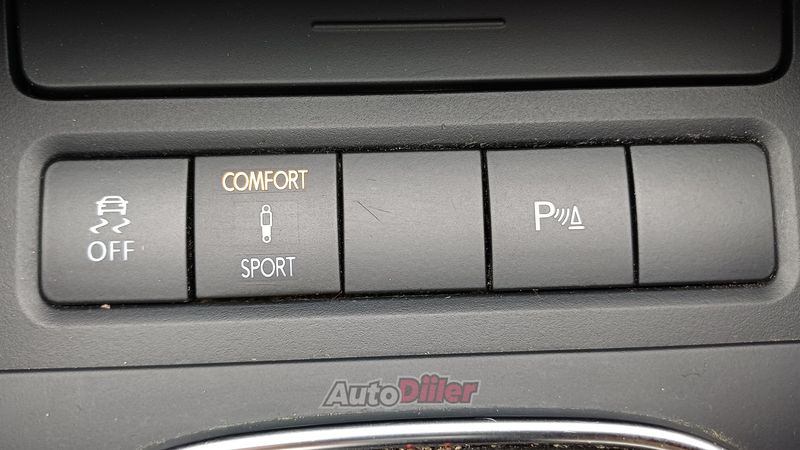 OFF
COMFORT
SPORT
P
AutoDiiler